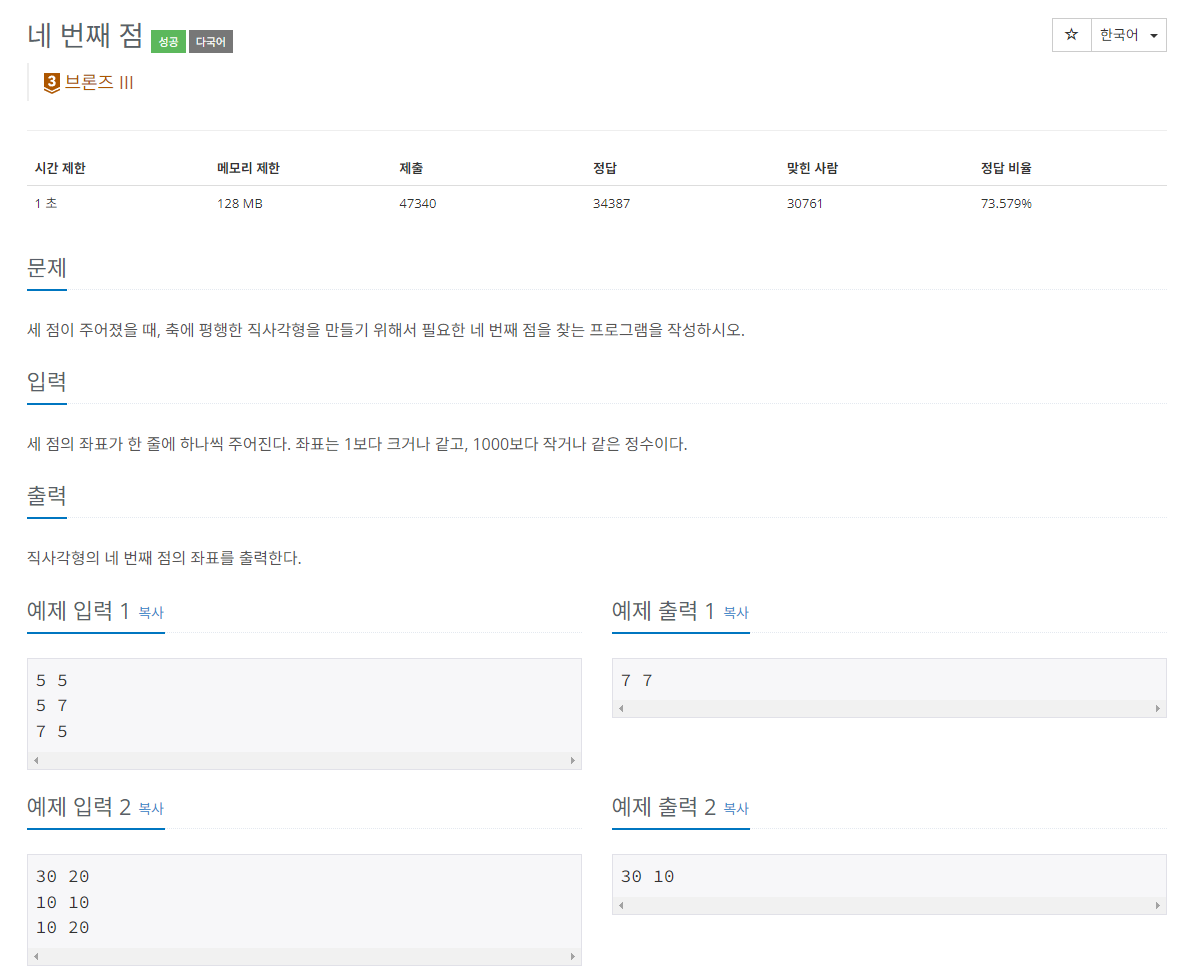 네 번째 점 성공 다국어
☆ 한국어
3 브론즈 III
시간 제한 메모리 제한 제출 정답 맞힌 사람 정답 비율
1 초 128 MB 47340 34387 30761 73.579%
문제
세 점이 주어졌을 때, 축에 평행한 직사각형을 만들기 위해서 필요한 네 번째 점을 찾는 프로그램을 작성하시오.
입력
세 점의 좌표가 한 줄에 하나씩 주어진다. 좌표는 1보다 크거나 같고, 1000보다 작거나 같은 정수이다.
출력
직사각형의 네 번째 점의 좌표를 출력한다.
예제 입력 1 복사
5 5
5 7
7 5
예제 출력 1 복사
7 7
예제 입력 2 복사
30 20
10 10
10 20
예제 출력 2 복사
30 10